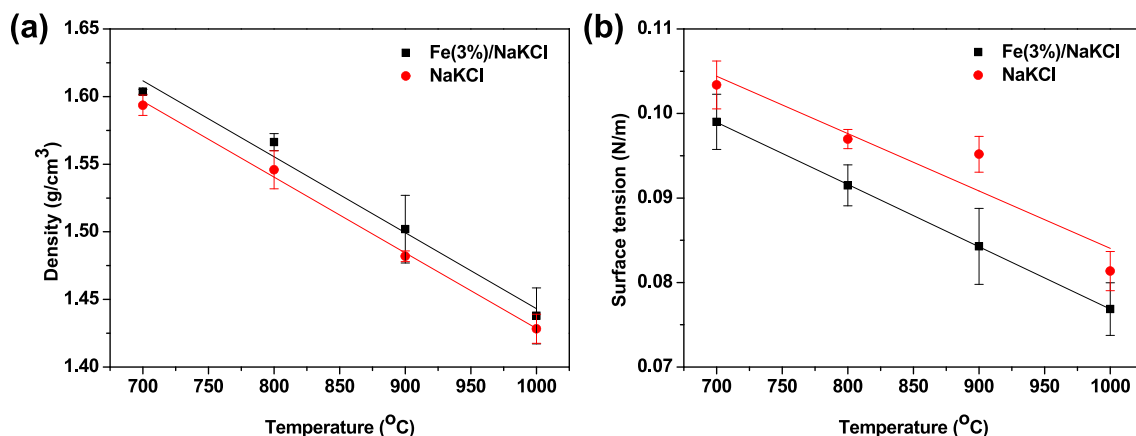 (a)
1.65
1.60
1.55
1.50
1.45
1.40
Density (g/cm³)
Fe(3%)/NaKCl
NaKCl
700 750 800 850 900 950 1000
Temperature (⁰C)
(b)
0.11
0.10
0.09
0.08
0.07
Surface tension (N/m)
Fe(3%)/NaKCl
NaKCl
700 750 800 850 900 950 1000
Temperature (⁰C)